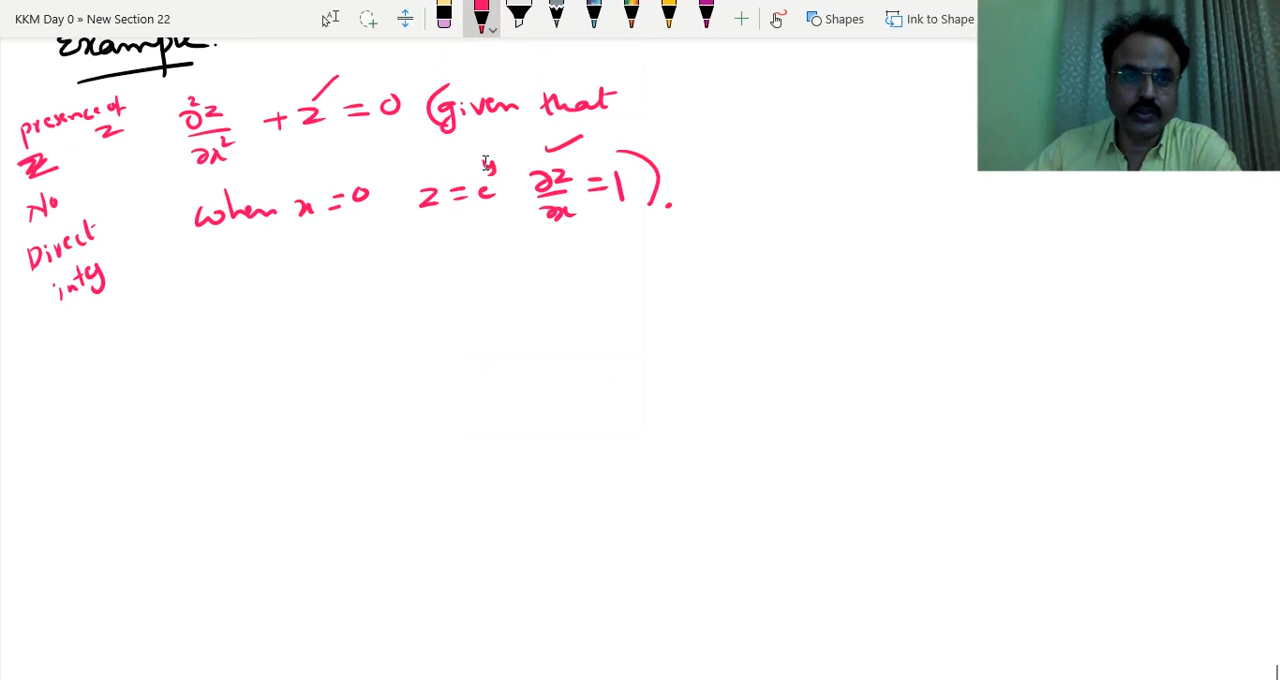 KKM Day 0 » New Section 22
Shapes
Ink to Shape
Example.
presence of z
z
No
Direct
intg
∂²z/∂x² + z = 0 (given that
when x = 0 z = e^y ∂z/∂x = 1).